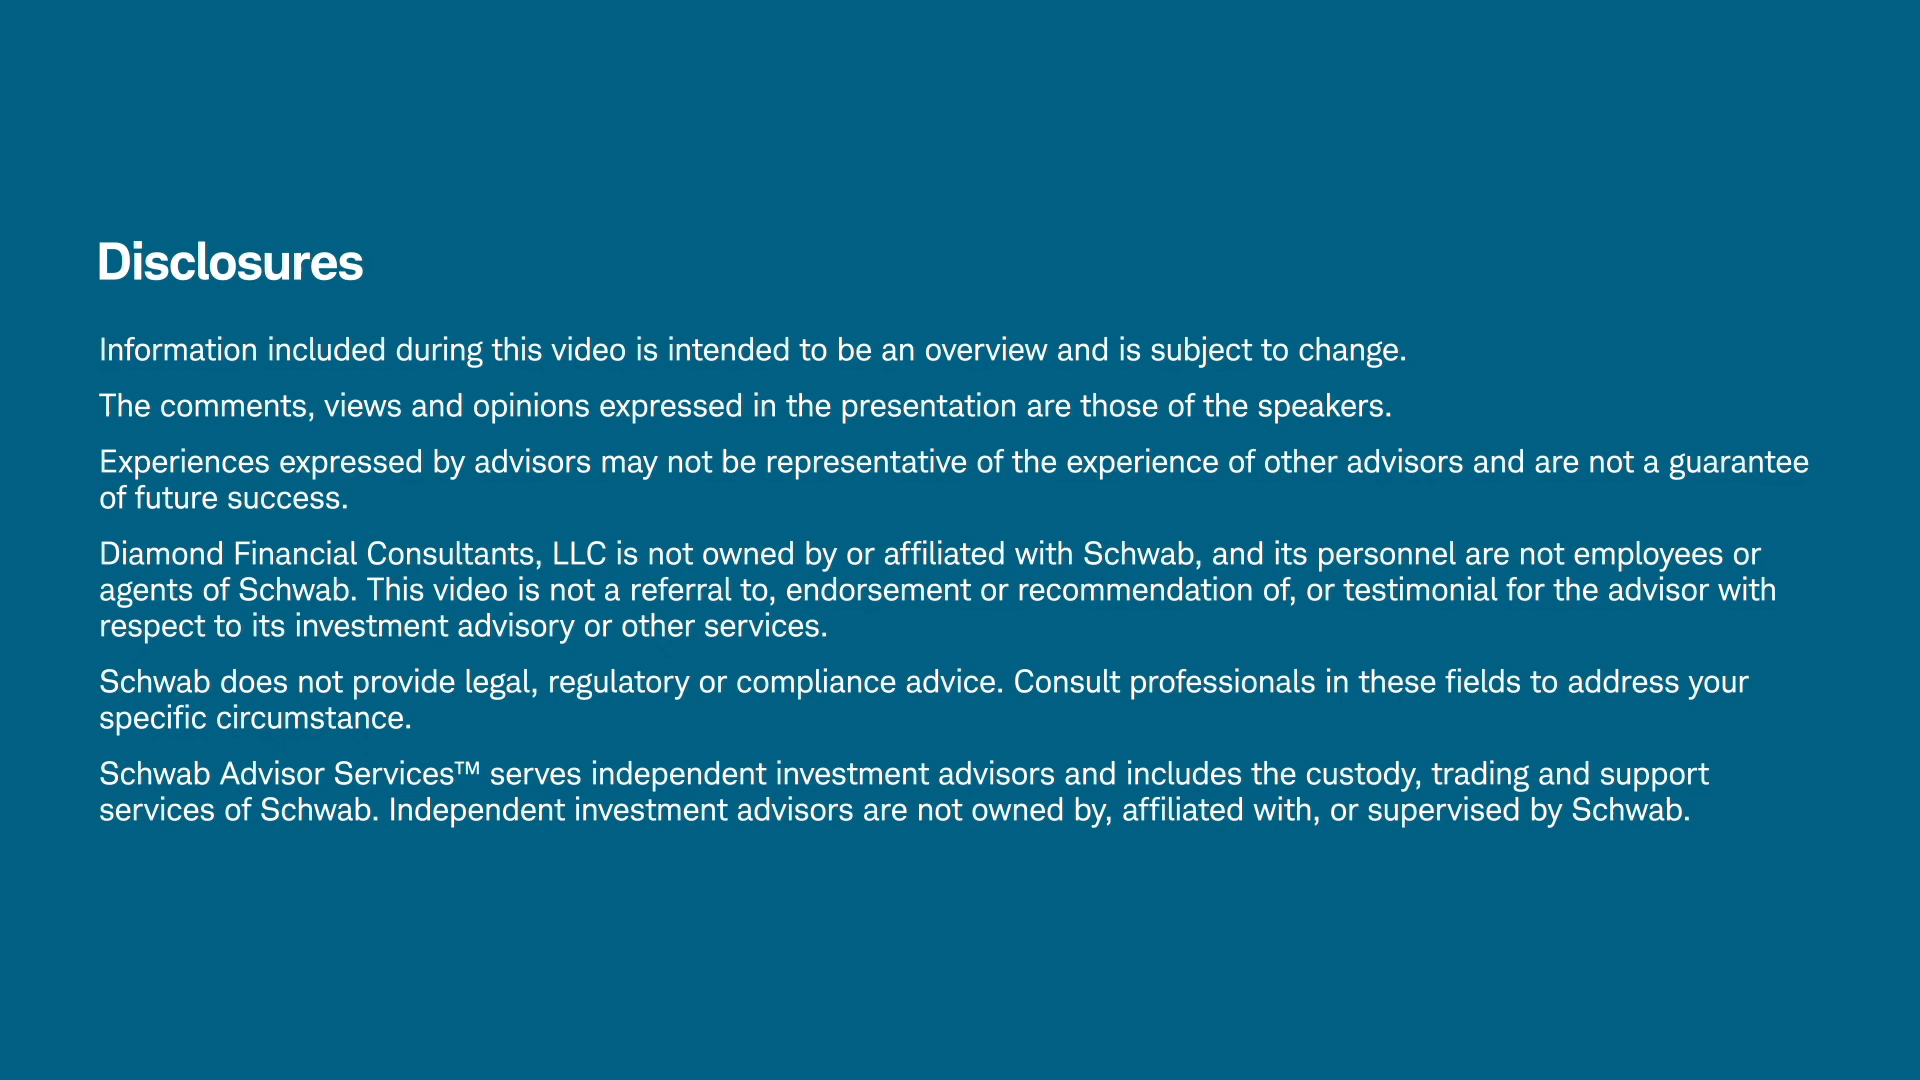 Disclosures
Information included during this video is intended to be an overview and is subject to change.
The comments, views and opinions expressed in the presentation are those of the speakers.
Experiences expressed by advisors may not be representative of the experience of other advisors and are not a guarantee
of future success.
Diamond Financial Consultants, LLC is not owned by or affiliated with Schwab, and its personnel are not employees or
agents of Schwab. This video is not a referral to, endorsement or recommendation of, or testimonial for the advisor with
respect to its investment advisory or other services.
Schwab does not provide legal, regulatory or compliance advice. Consult professionals in these fields to address your
specific circumstance.
Schwab Advisor Services™ serves independent investment advisors and includes the custody, trading and support
services of Schwab. Independent investment advisors are not owned by, affiliated with, or supervised by Schwab.